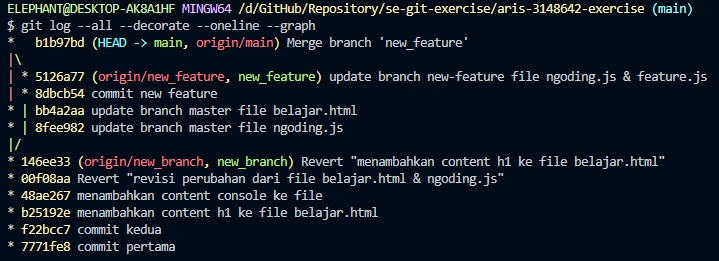 ELEPHANT@DESKTOP-AK8A1HF MINGW64 /d/GitHub/Repository/se-git-exercise/aris-3148642-exercise (main)
$ git log --all --decorate --oneline --graph
*   b1b97bd (HEAD -> main, origin/main) Merge branch 'new_feature'
|\
| * 5126a77 (origin/new_feature, new_feature) update branch new-feature file ngoding.js & feature.js
| * 8dbcb54 commit new feature
* | bb4a2aa update branch master file belajar.html
* | 8fee982 update branch master file ngoding.js
|/
* 146ee33 (origin/new_branch, new_branch) Revert "menambahkan content h1 ke file belajar.html"
* 00f08aa Revert "revisi perubahan dari file belajar.html & ngoding.js"
* 48ae267 menambahkan content console ke file
* b25192e menambahkan content h1 ke file belajar.html
* f22bcc7 commit kedua
* 7771fe8 commit pertama